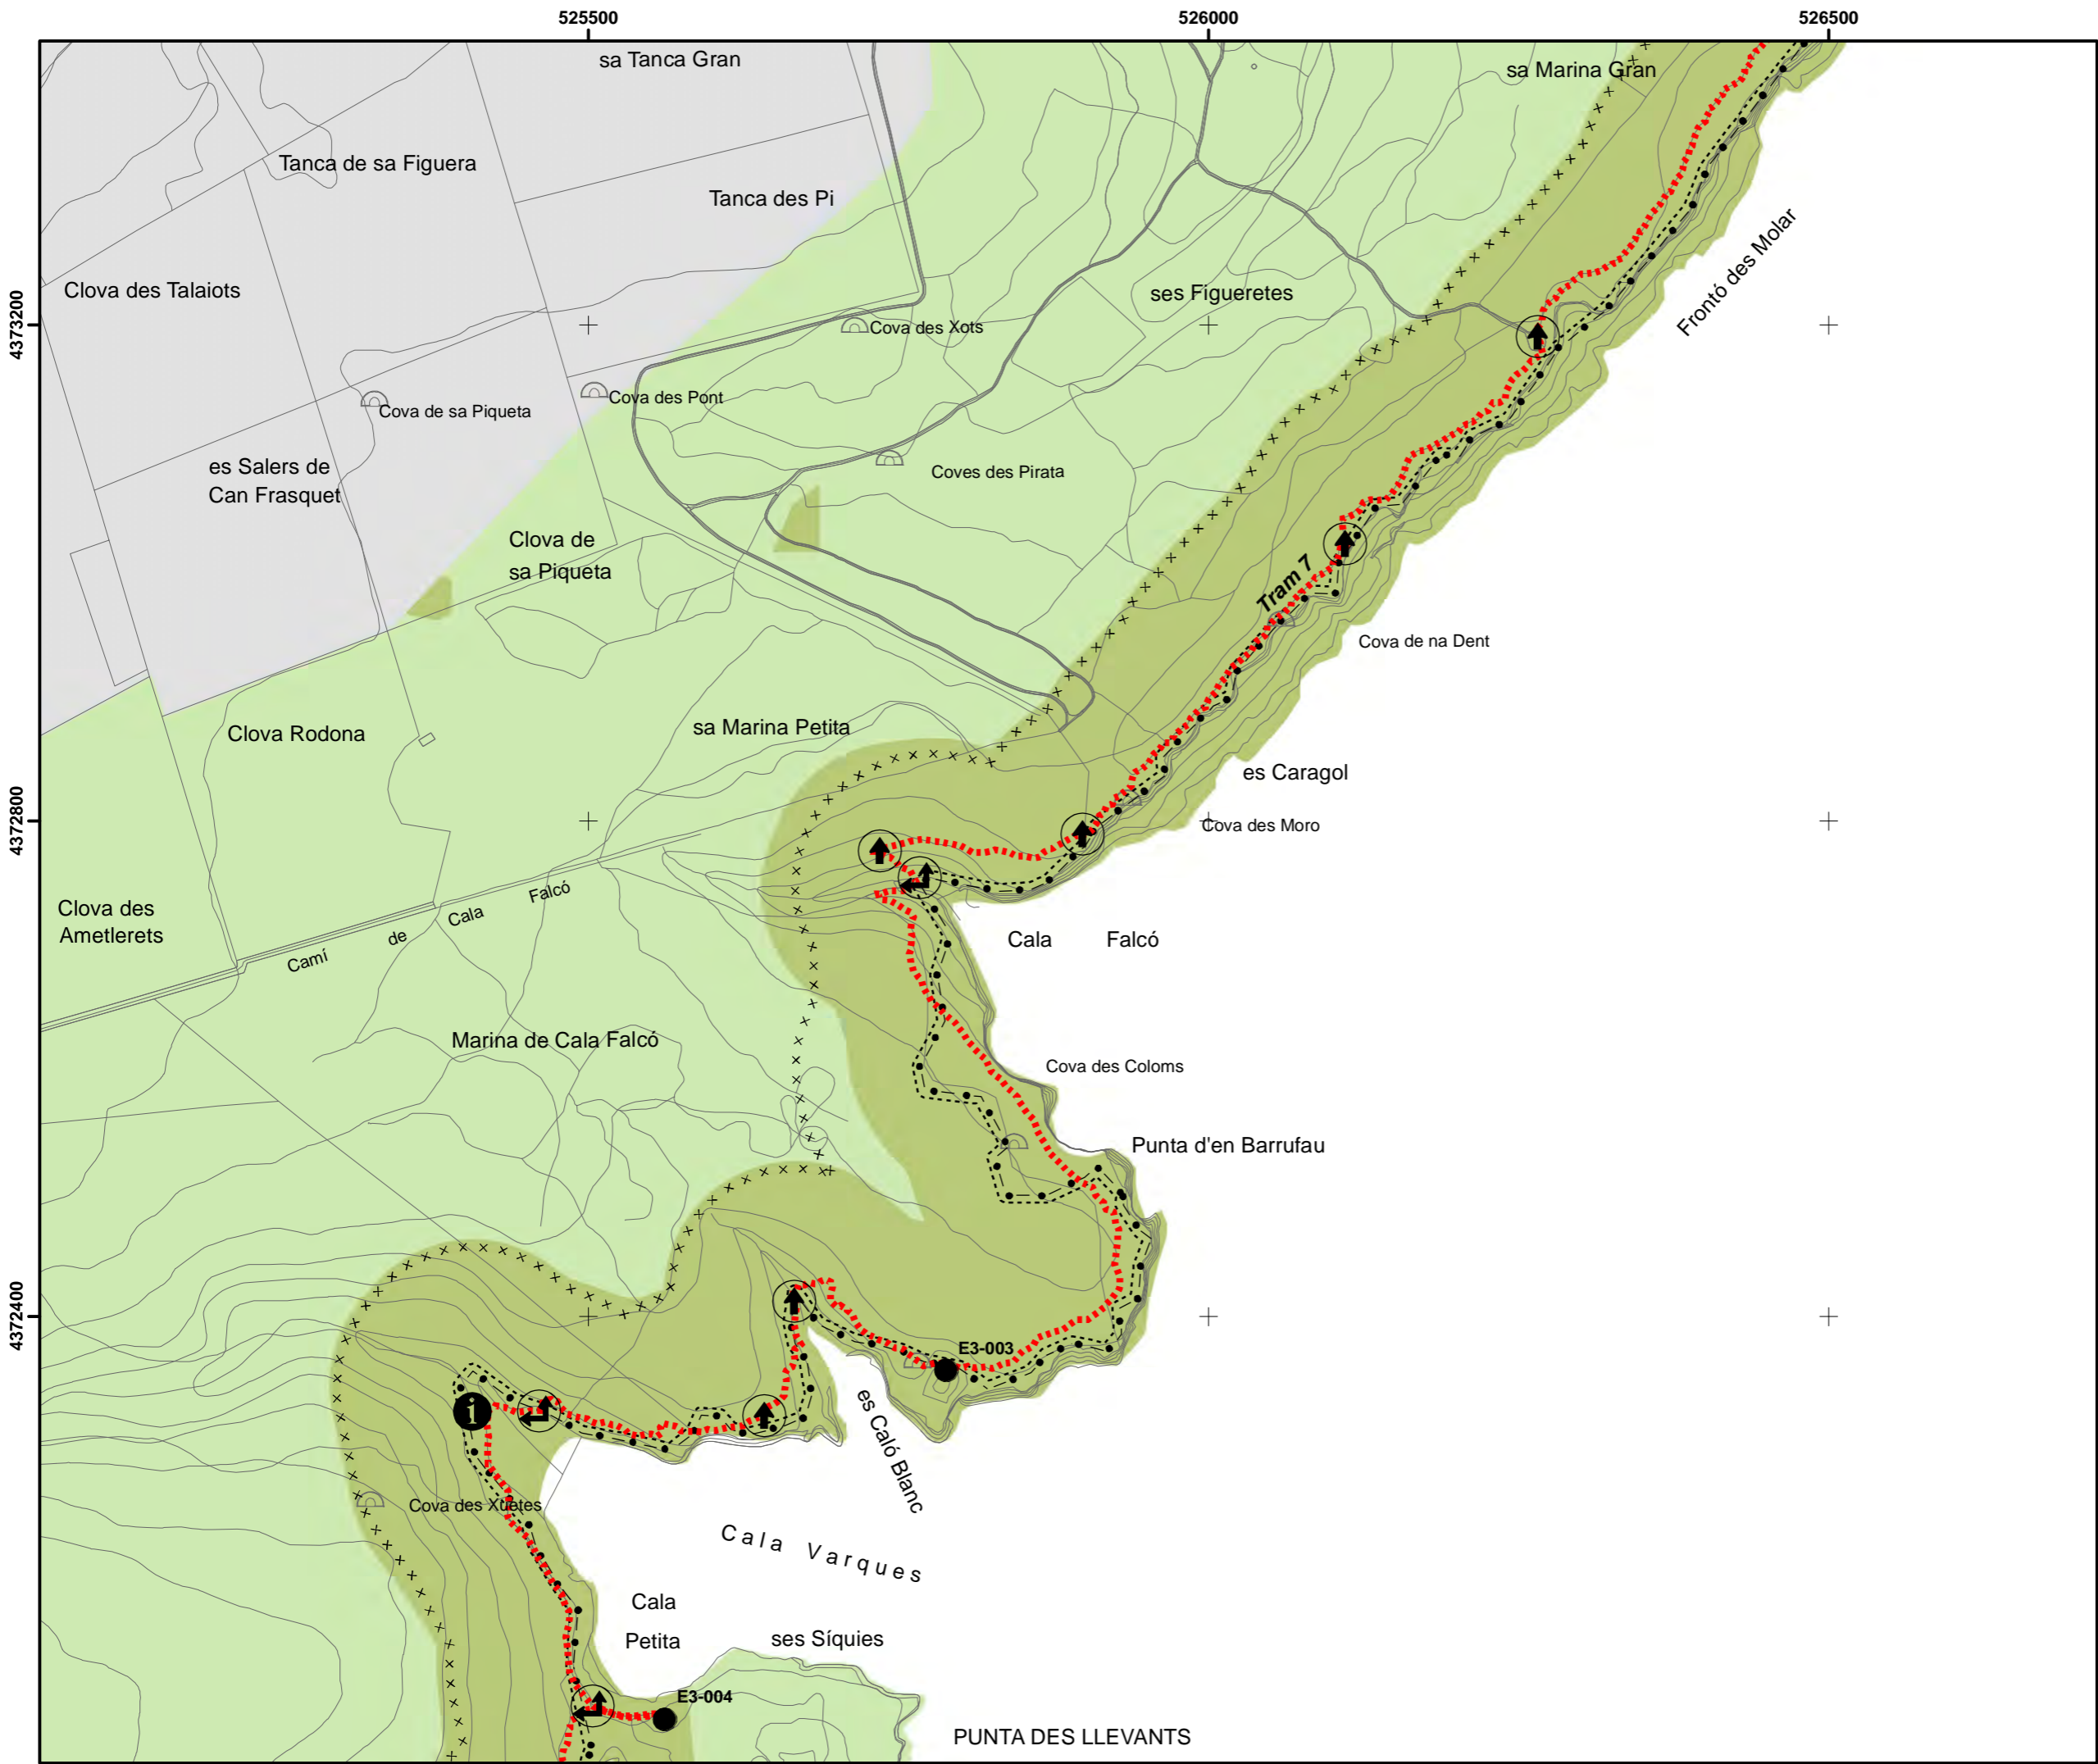 525500
526000
526500
sa Tanca Gran
sa Marina Gran
Tanca de sa Figuera
Tanca des Pi
Frontó des Molar
Clova des Talaiots
ses Figueretes
4373200
Cova des Xots
Cova des Pont
Cova de sa Piqueta
es Salers de
Can Frasquet
Coves des Pirata
Clova de
sa Piqueta
Tram 7
Cova de na Dent
Clova Rodona
sa Marina Petita
es Caragol
4372800
Cova des Moro
Clova des
Ametlerets
Camí de Cala Falcó
Cala Falcó
Marina de Cala Falcó
Cova des Coloms
Punta d'en Barrufau
4372400
E3-003
i
es Caló Blanc
Cova des Xuetes
Cala Varques
Cala
Petita
ses Síquies
E3-004
PUNTA DES LLEVANTS